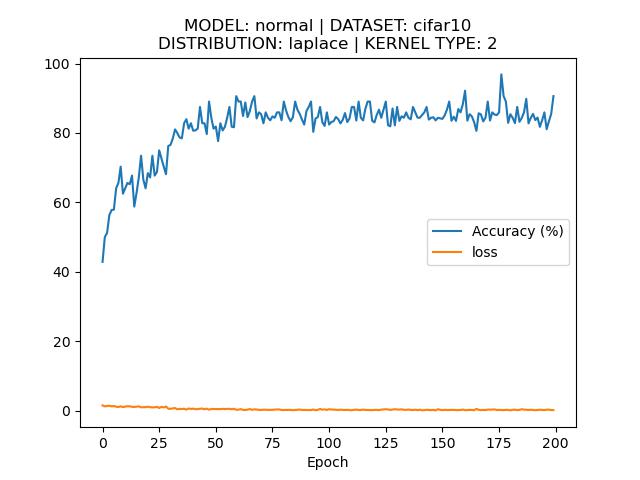 MODEL: normal | DATASET: cifar10
DISTRIBUTION: laplace | KERNEL TYPE: 2
100
80
60
40
20
0
Accuracy (%)
loss
0 25 50 75 100 125 150 175 200
Epoch